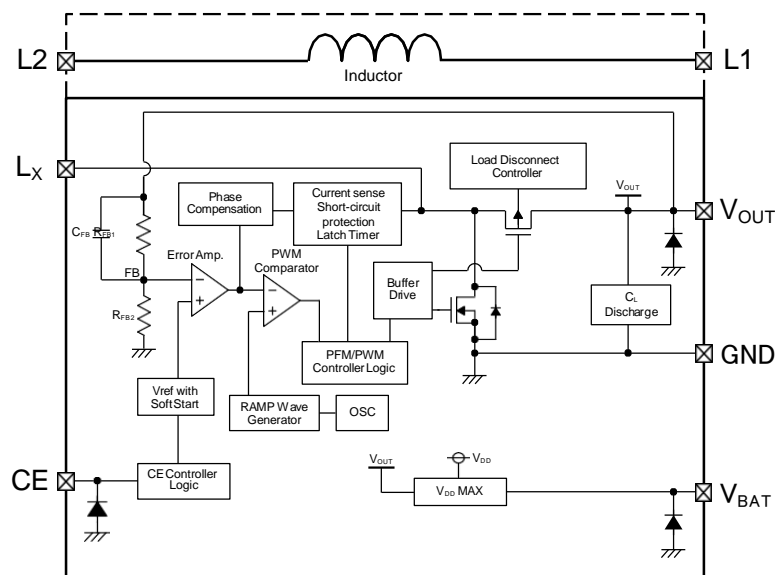 L2
L1
Inductor
LX
Load Disconnect
Controller
VOUT
VOUT
Phase
Compensation
Current sense
Short-circuit
protection
Latch Timer
CFB RFB1
Error Amp.
PWM
Comparator
FB
Buffer
Drive
CL
Discharge
RFB2
PFM/PWM
Controller Logic
GND
Vref with
Soft Start
RAMP Wave
Generator
OSC
CE
CE Controller
Logic
VOUT
VDD
VDD MAX
VBAT